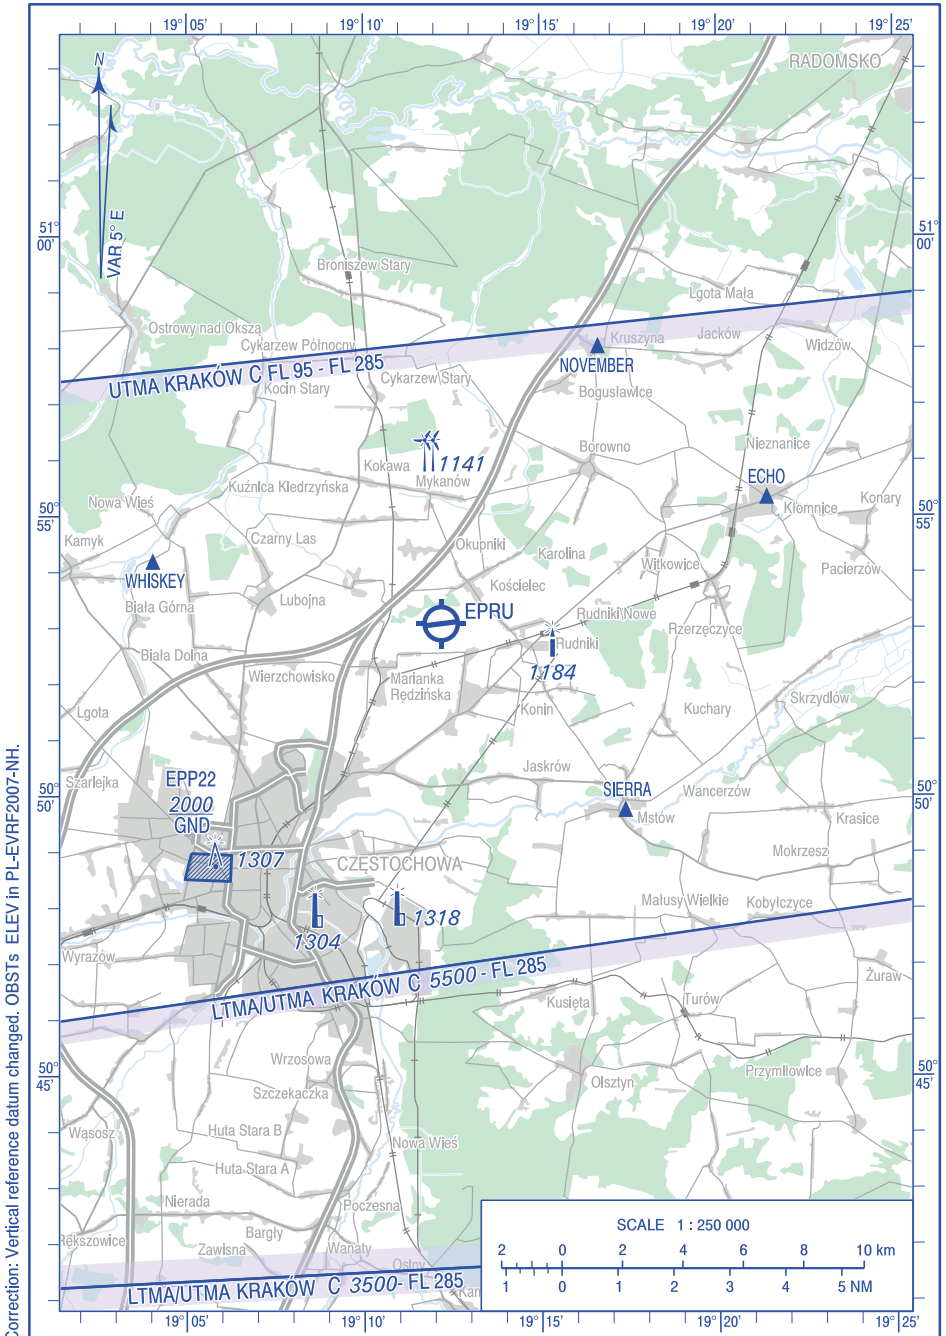 19° 05'
19° 10'
19° 15'
19° 20'
19° 25'
N
VAR 5° E
RADOMSKO
51° 00'
51° 00'
Broniszew Stary
Lgota Mała
Ostrowy nad Okszą
Cykarzew Północny
Kruszyna
Jacków
Widzów
UTMA KRAKÓW C FL 95 - FL 285
NOVEMBER
Kocin Stary
Cykarzew Stary
Bogusławice
Borowno
Nieznanice
1141
Kokawa
Mykanów
ECHO
Kuźnica Kiedrzyńska
Nowa Wieś
Kłomnice
Konary
50° 55'
50° 55'
Kamyk
Czarny Las
Okupniki
Karolina
Witkowice
Pacierzów
WHISKEY
Kościelec
Biała Górna
Lubojna
EPRU
Rudniki Nowe
Rzerzęczyce
Rudniki
Biała Dolna
Wierzchowisko
Marianka
Rędzińska
1184
Skrzydlów
Lgota
Konin
Kuchary
Szarlejka
EPP22
2000
GND
Jaskrów
SIERRA
Wancerzów
50° 50'
50° 50'
Mstów
Krasice
1307
CZĘSTOCHOWA
Mokrzesz
1304
1318
Małusy Wielkie
Kobyłczyce
Wyrazów
LTMA/UTMA KRAKÓW C 5500 - FL 285
Żuraw
Kusięta
Turów
Wrzosowa
50° 45'
50° 45'
Szczekaczka
Olsztyn
Przymiłowice
Wąsosz
Huta Stara B
Nowa Wieś
Huta Stara A
Nierada
Poczesna
Rększowice
Bargły
Zawisna
Wanaty
Osiny
LTMA/UTMA KRAKÓW C 3500 - FL 285
Kam
SCALE 1 : 250 000
2 0 2 4 6 8 10 km
1 0 1 2 3 4 5 NM
19° 05'
19° 10'
19° 15'
19° 20'
19° 25'
Correction: Vertical reference datum changed. OBSTs ELEV in PL-EVRF2007-NH.